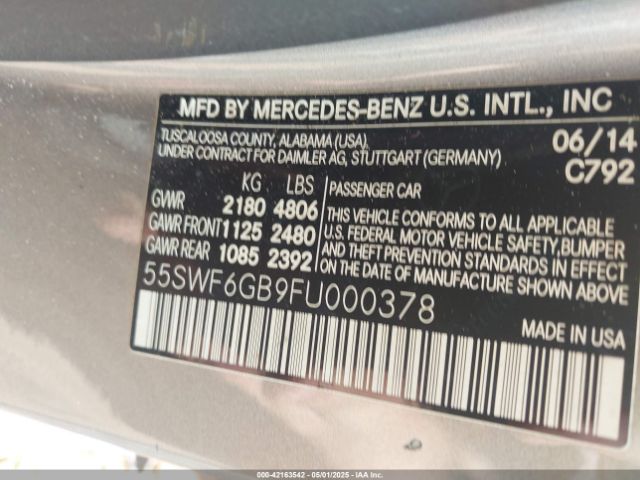 MFD BY MERCEDES-BENZ U.S. INTL., INC
TUSCALOOSA COUNTY, ALABAMA (USA), 06/14
UNDER CONTRACT FOR DAIMLER AG, STUTTGART (GERMANY) C792
KG LBS PASSENGER CAR
GVWR 2180 4806
GAWR FRONT 1125 2480
GAWR REAR 1085 2392
THIS VEHICLE CONFORMS TO ALL APPLICABLE
U.S. FEDERAL MOTOR VEHICLE SAFETY, BUMPER
AND THEFT PREVENTION STANDARDS IN
EFFECT ON THE DATE OF MANUFACTURE
SHOWN ABOVE.
55SWF6GB9FU000378
MADE IN USA
000-42163542 - 05/01/2025 - IAAI.COM